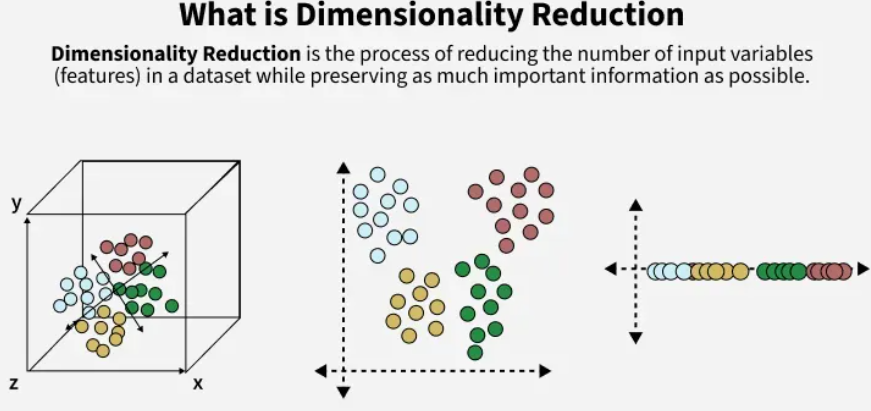 What is Dimensionality Reduction
Dimensionality Reduction is the process of reducing the number of input variables
(features) in a dataset while preserving as much important information as possible.
y
z
x